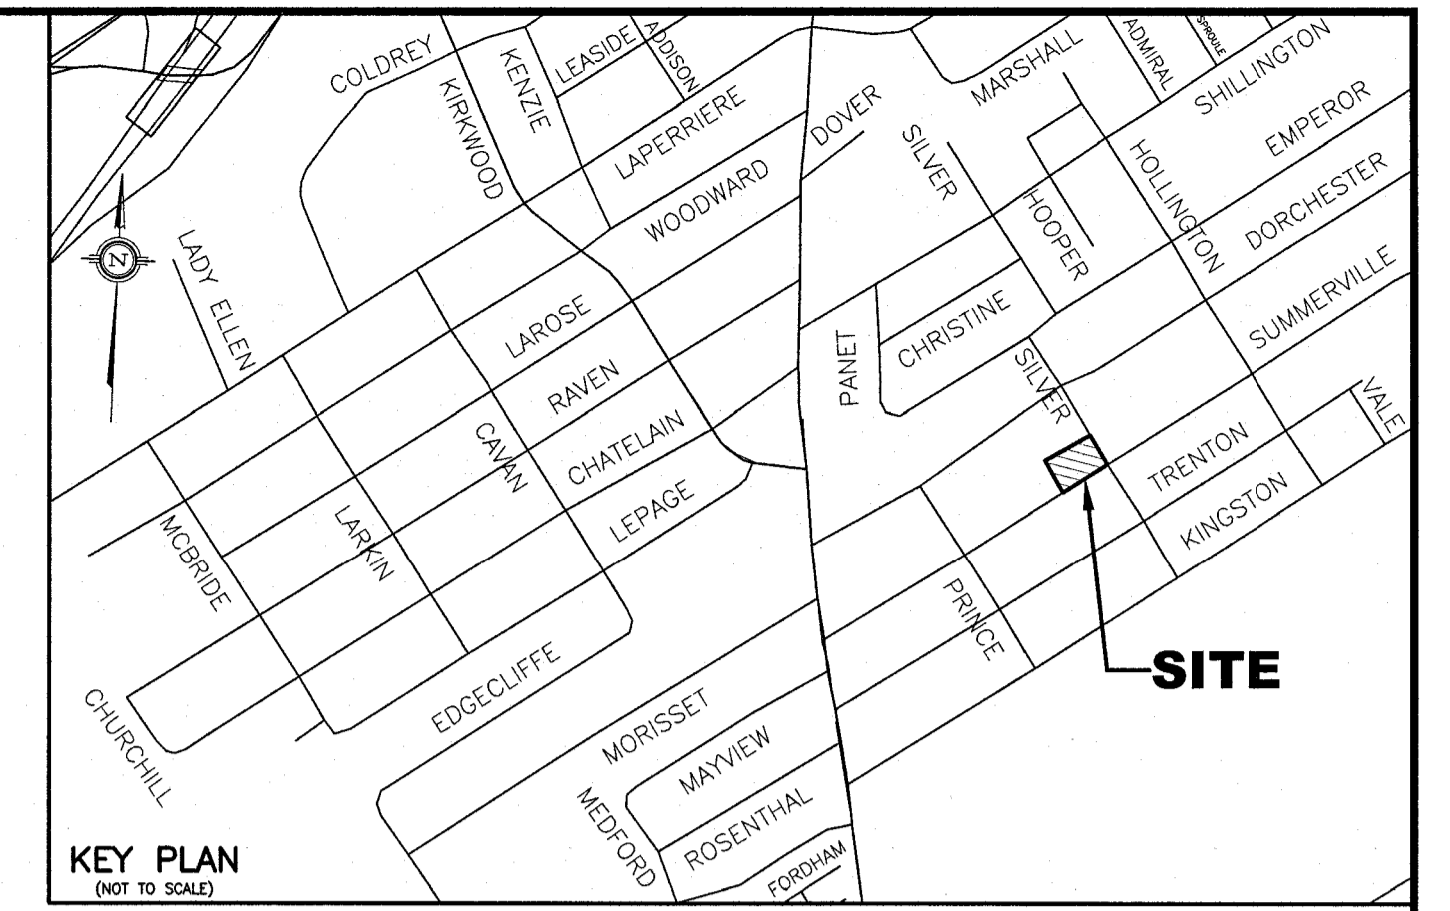 COLDREY
KIRKWOOD
KENZIE
LEASIDE
ADDISON
LAPERRIERE
WOODWARD
DOVER
SILVER
MARSHALL
ADMIRAL
SPROULE
SHILLINGTON
EMPEROR
HOLLINGTON
DORCHESTER
HOOPER
SUMMERVILLE
N
LADY ELLEN
LAROSE
RAVEN
CHRISTINE
PANET
SILVER
VALE
CAVAN
CHATELAIN
TRENTON
LEPAGE
KINGSTON
MCBRIDE
LARKIN
PRINCE
SITE
EDGECLIFFE
CHURCHILL
MORISSET
MAYVIEW
MEDFORD
ROSENTHAL
FORDHAM
KEY PLAN
(NOT TO SCALE)